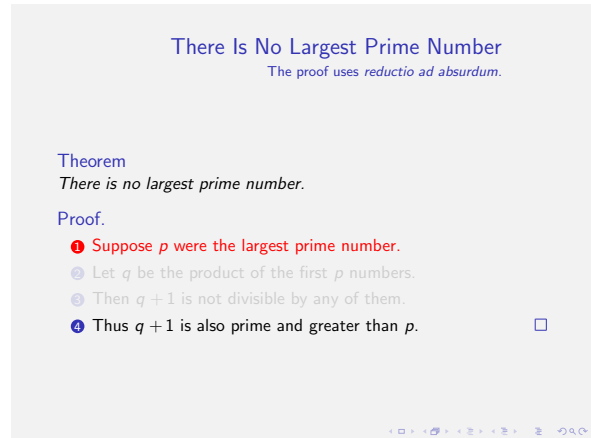 There Is No Largest Prime Number
The proof uses reductio ad absurdum.
Theorem
There is no largest prime number.
Proof.
1 Suppose p were the largest prime number.
2 Let q be the product of the first p numbers.
3 Then q + 1 is not divisible by any of them.
4 Thus q + 1 is also prime and greater than p.